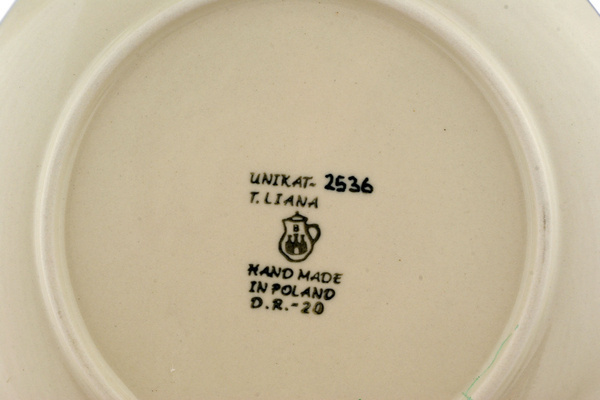 UNIKAT- 2536
T. LIANA
B
HAND MADE
IN POLAND
D.R.-20